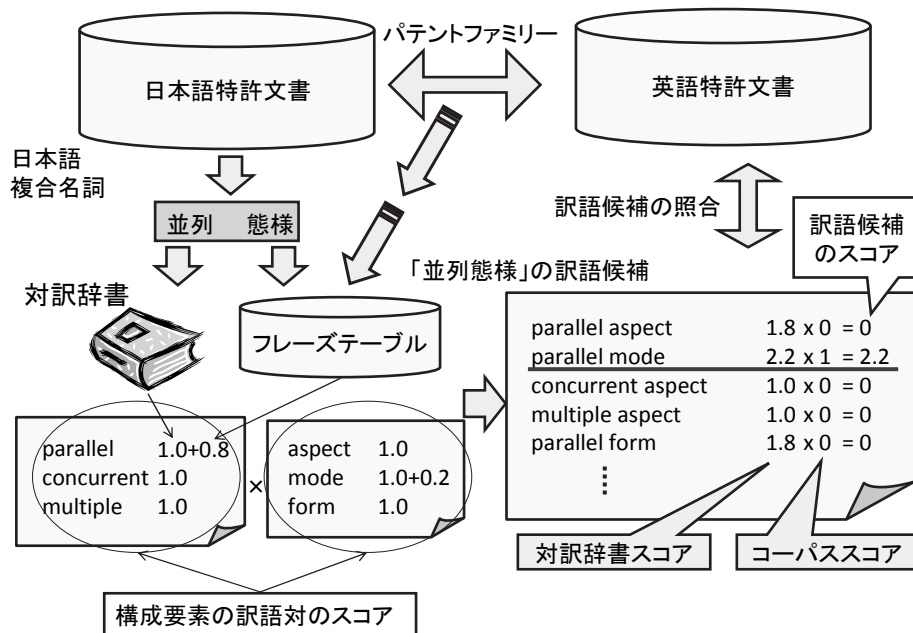 パテントファミリー
日本語特許文書
英語特許文書
日本語
複合名詞
並列 態様
訳語候補の照合
訳語候補
のスコア
「並列態様」の訳語候補
対訳辞書
フレーズテーブル
parallel 1.0+0.8
concurrent 1.0
multiple 1.0
×
aspect 1.0
mode 1.0+0.2
form 1.0
parallel aspect 1.8 x 0 = 0
parallel mode 2.2 x 1 = 2.2
concurrent aspect 1.0 x 0 = 0
multiple aspect 1.0 x 0 = 0
parallel form 1.8 x 0 = 0
⋮
対訳辞書スコア
コーパススコア
構成要素の訳語対のスコア